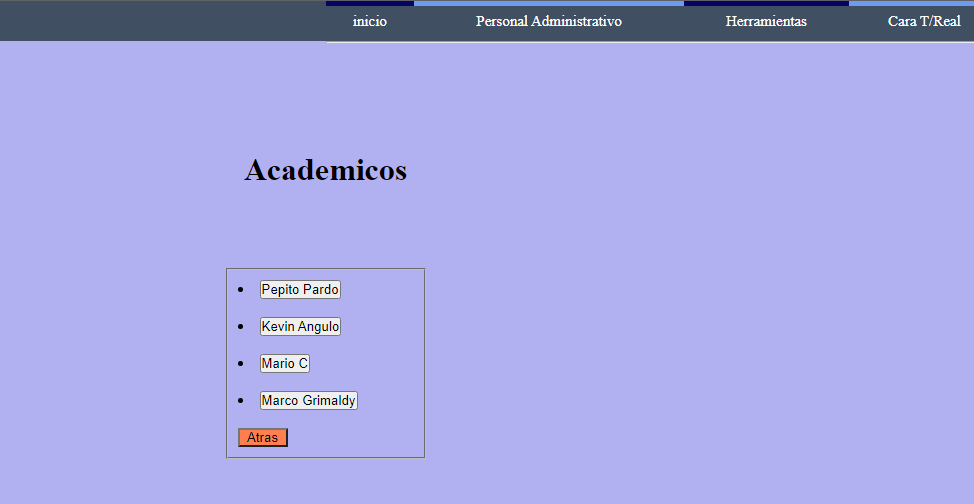 inicio Personal Administrativo Herramientas Cara T/Real
Academicos
Pepito Pardo
Kevin Angulo
Mario C
Marco Grimaldy
Atras